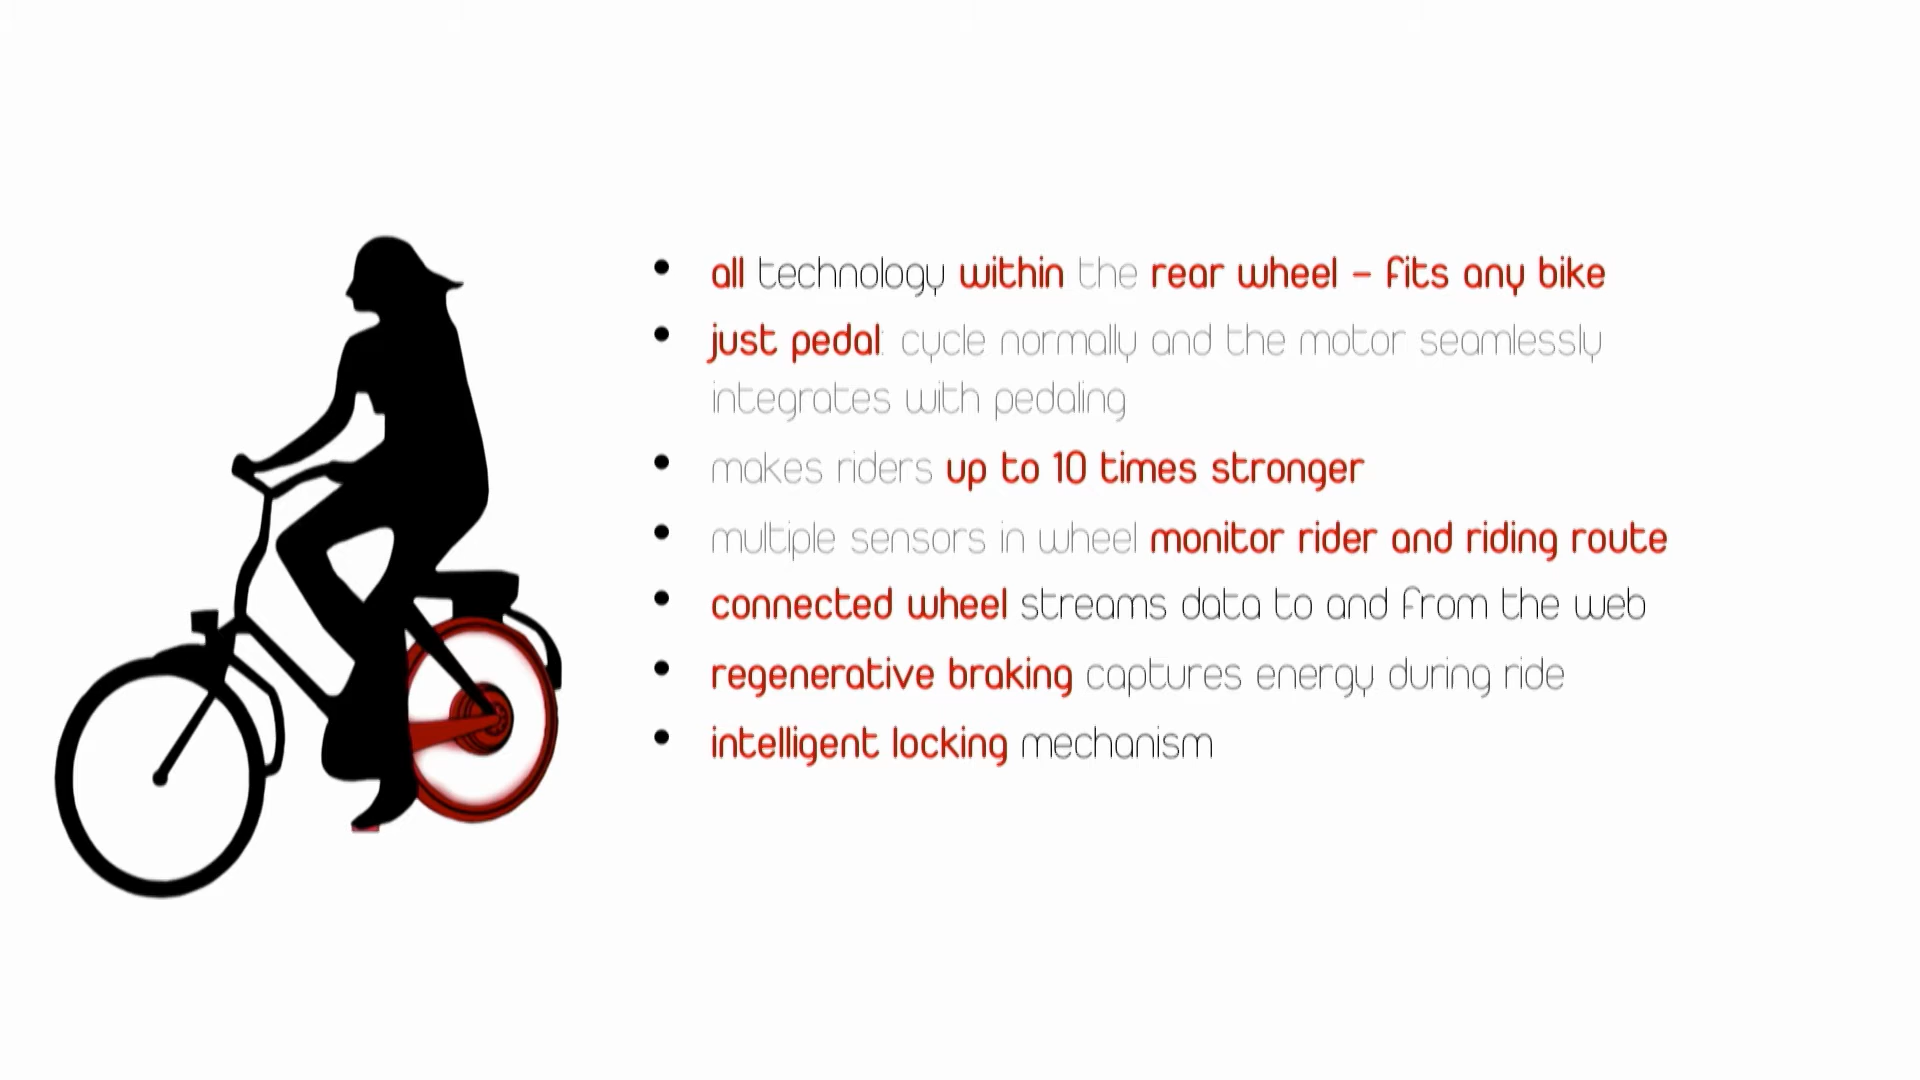 • all technology within the rear wheel – fits any bike
• just pedal: cycle normally and the motor seamlessly
integrates with pedaling
• makes riders up to 10 times stronger
• multiple sensors in wheel monitor rider and riding route
• connected wheel streams data to and from the web
• regenerative braking captures energy during ride
• intelligent locking mechanism